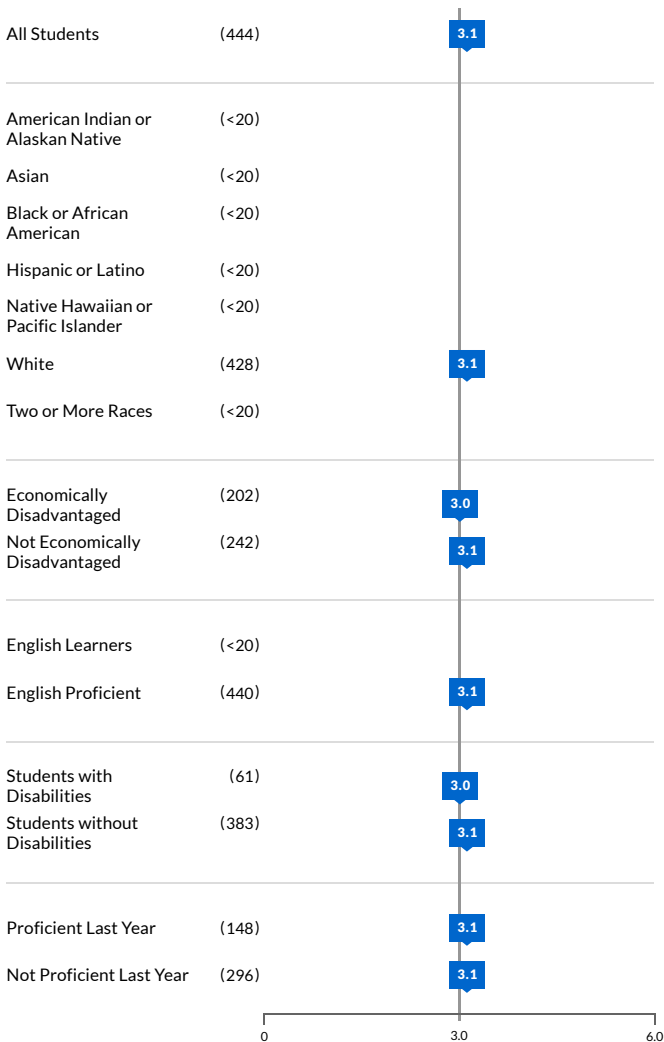 All Students (444) 3.1
American Indian or (<20)
Alaskan Native
Asian (<20)
Black or African (<20)
American
Hispanic or Latino (<20)
Native Hawaiian or (<20)
Pacific Islander
White (428) 3.1
Two or More Races (<20)
Economically (202) 3.0
Disadvantaged
Not Economically (242) 3.1
Disadvantaged
English Learners (<20)
English Proficient (440) 3.1
Students with (61) 3.0
Disabilities
Students without (383) 3.1
Disabilities
Proficient Last Year (148) 3.1
Not Proficient Last Year (296) 3.1
0 3.0 6.0